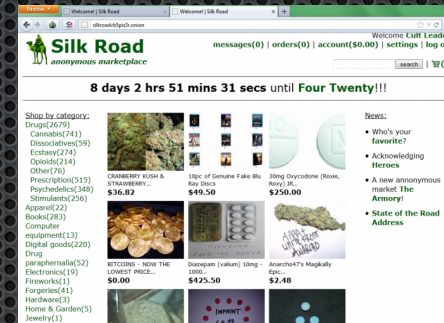 Firefox
Welcome! | Silk Road
Welcome! | Silk Road
silkroadvb5piz3r.onion
Silk Road
anonymous marketplace
Welcome Cult Leade
messages(0) | orders(0) | account($0.00) | settings | log o
search
8 days 2 hrs 51 mins 31 secs until Four Twenty!!!
Shop by category:
Drugs(2679)
Cannabis(741)
Dissociatives(59)
Ecstasy(274)
Opioids(214)
Other(76)
Prescription(515)
Psychedelics(348)
Stimulants(256)
Apparel(22)
Books(283)
Computer
equipment(13)
Digital goods(220)
Drug
paraphernalia(52)
Electronics(19)
Fireworks(1)
Forgeries(41)
Hardware(3)
Home & Garden(5)
Jewelry(1)
CRANBERRY KUSH &
STRAWBERRY...
$36.82
10pc of Genuine Fake Blu
Ray Discs
$49.50
30mg Oxycodone (Roxie,
Roxy) IR...
$250.00
BITCOINS - NOW THE
LOWEST PRICE...
$0.00
Diazepam (valium) 10mg -
1000...
$425.50
Anarcho47's Magikally
Epic...
$2.48
IMPRINT
News:
Who's your
favorite?
Acknowledging
Heroes
A new anonymous
market The
Armory!
State of the Road
Address